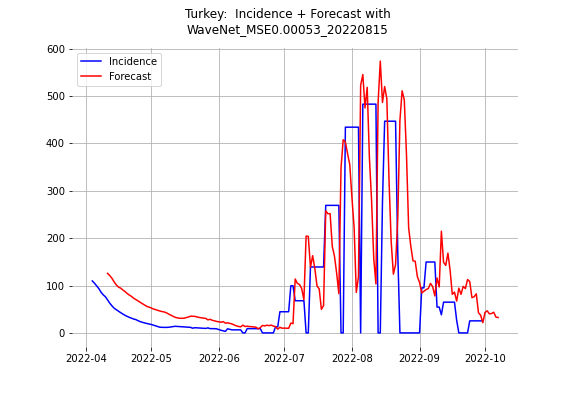 Turkey: Incidence + Forecast with
WaveNet_MSE0.00053_20220815
Incidence
Forecast
600
500
400
300
200
100
0
2022-04 2022-05 2022-06 2022-07 2022-08 2022-09 2022-10